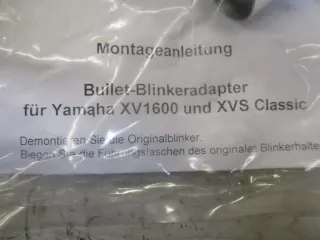 Montageanleitung
Bullet-Blinkeradapter
für Yamaha XV1600 und XVS Classic
Demontieren Sie die Originalblinker.
Biegen Sie die Führungslaschen des originalen Blinkerhalte